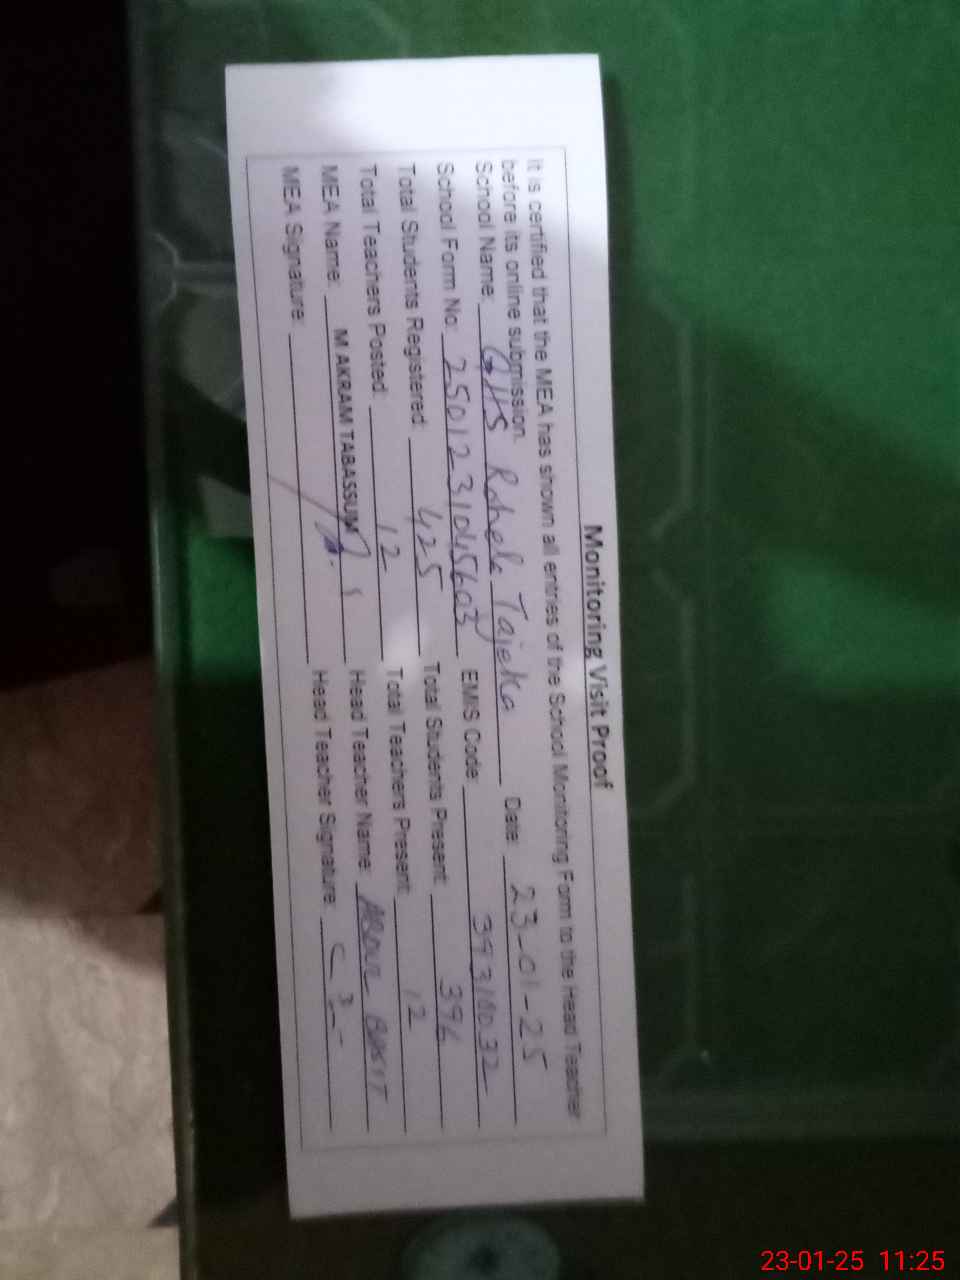 Monitoring Visit Proof
It is certified that the MEA has shown all entries of the School Monitoring Form to the Head Teacher
before its online submission.
School Name: GHS Tajeka Date: 23-01-25
School Form No: EMIS Code:
Total Students Registered: 425 Total Students Present: 396
Total Teachers Posted: 12 Total Teachers Present: 12
MEA Name: M AKRAM TABASSUM Head Teacher Name: ABDUL BASIT
MEA Signature: Head Teacher Signature:
23-01-25 11:25